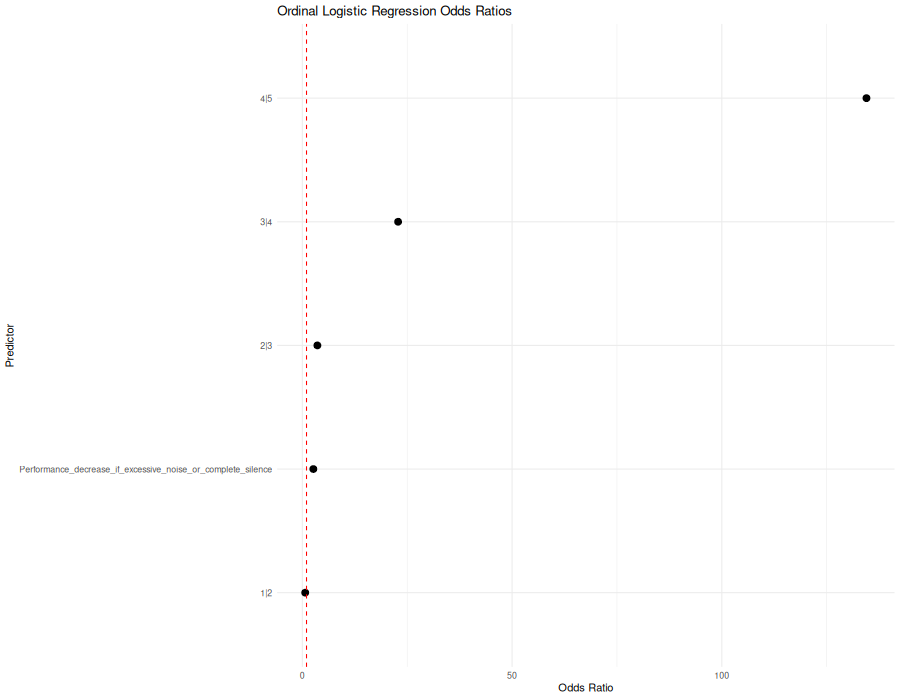 Ordinal Logistic Regression Odds Ratios
Predictor
4|5
3|4
2|3
Performance_decrease_if_excessive_noise_or_complete_silence
1|2
0 50 100
Odds Ratio